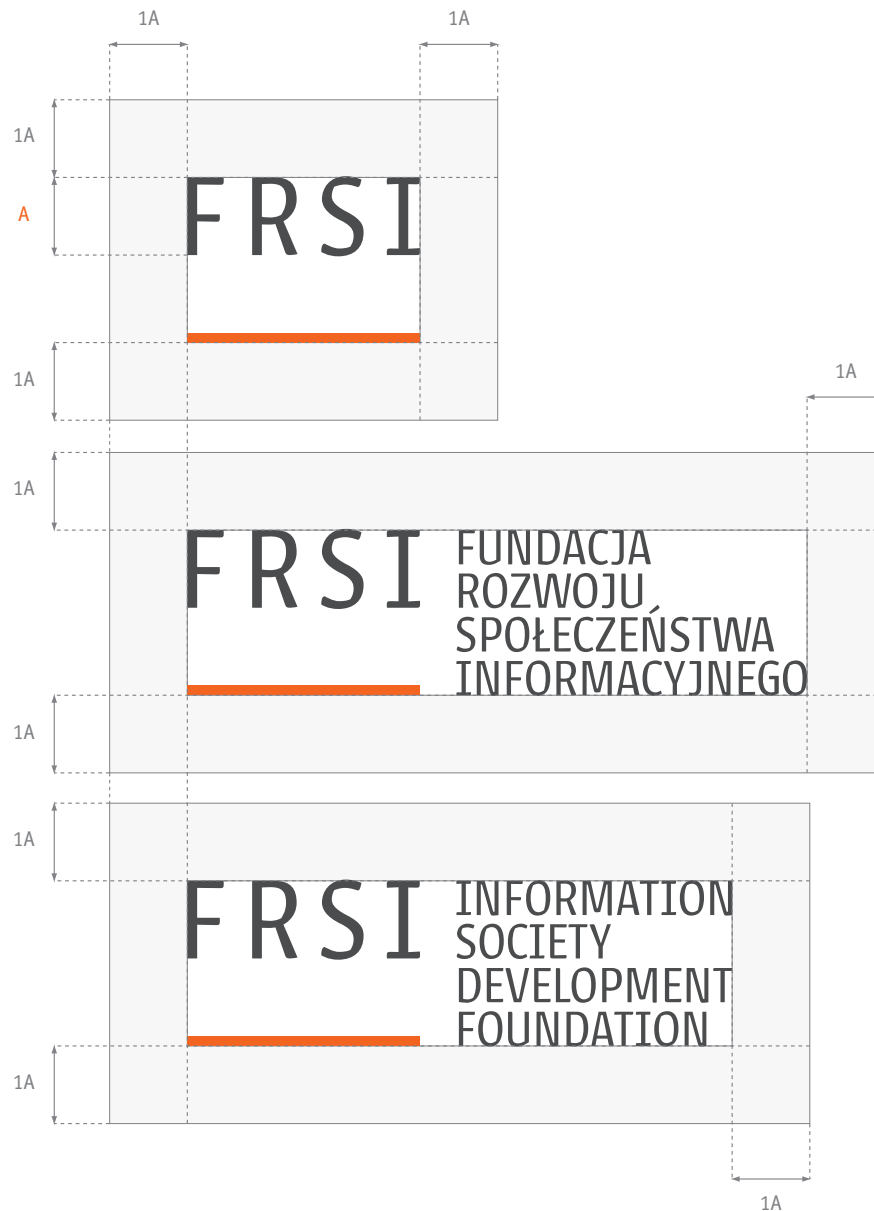 1A 1A
1A
FRSI
A
1A
1A
1A
FRSI
FUNDACJA
ROZWOJU
SPOŁECZEŃSTWA
INFORMACYJNEGO
1A
1A
FRSI
INFORMATION
SOCIETY
DEVELOPMENT
FOUNDATION
1A
1A